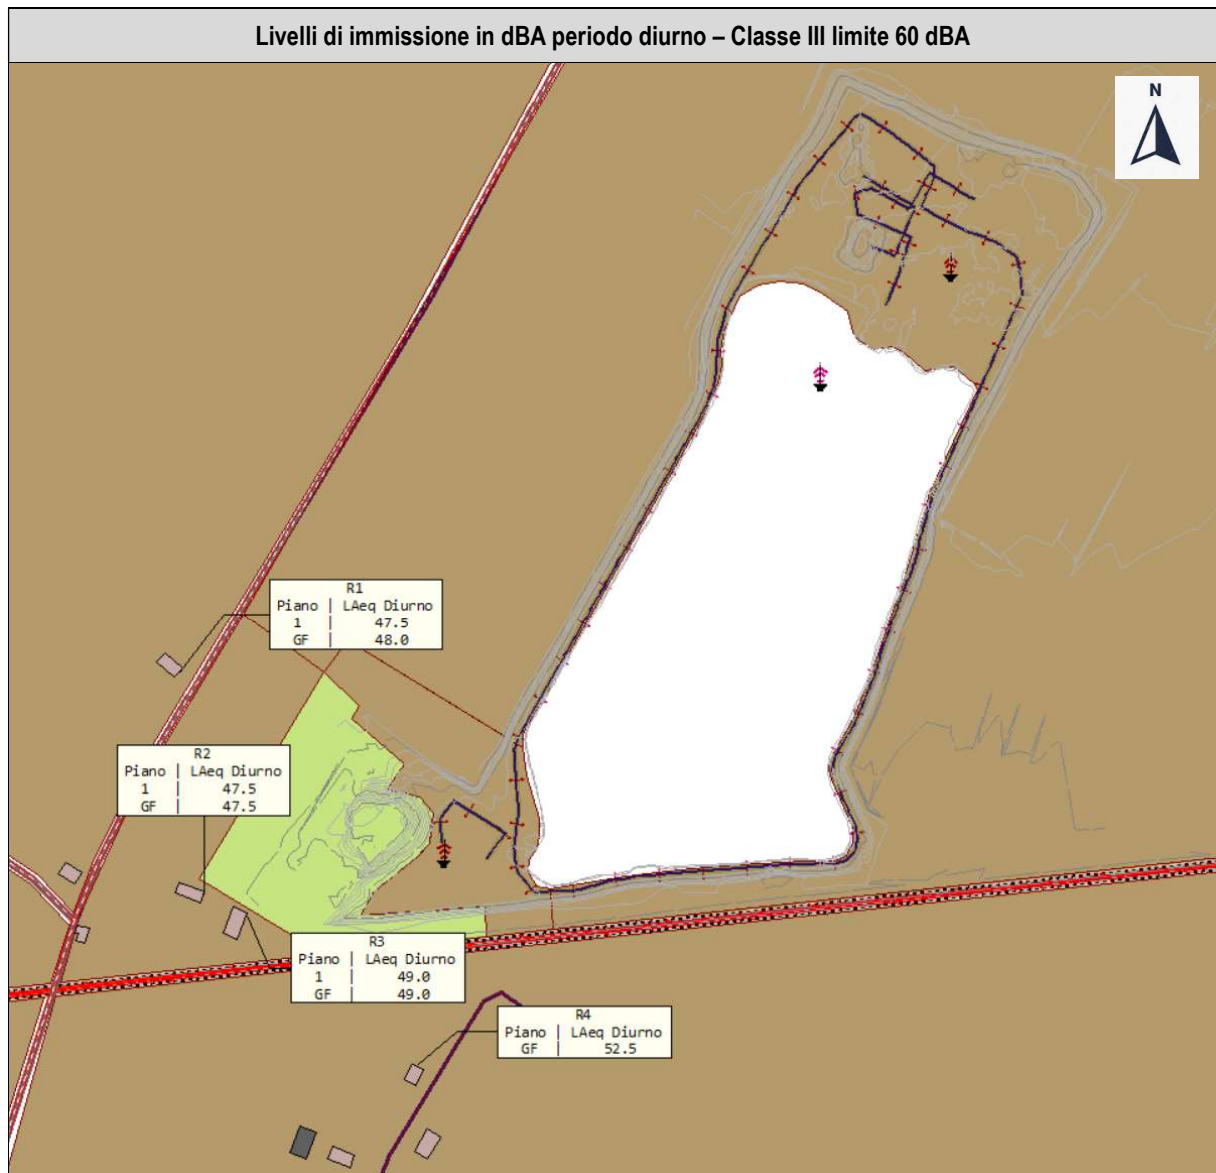 Livelli di immissione in dBA periodo diurno – Classe III limite 60 dBA
N
R1
Piano | LAeq Diurno
1 | 47.5
GF | 48.0
R2
Piano | LAeq Diurno
1 | 47.5
GF | 47.5
R3
Piano | LAeq Diurno
1 | 49.0
GF | 49.0
R4
Piano | LAeq Diurno
GF | 52.5